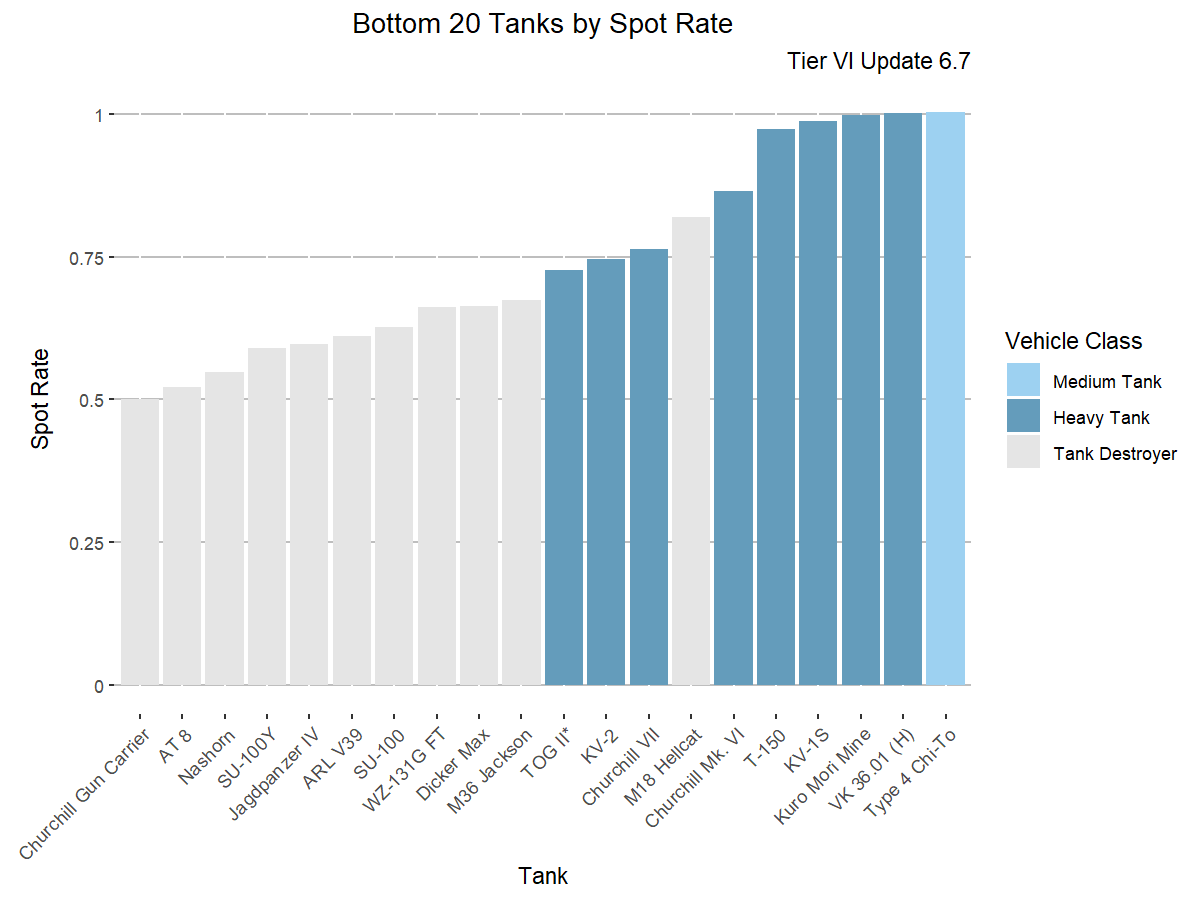 Bottom 20 Tanks by Spot Rate
Tier VI Update 6.7
1
0.75
0.5
0.25
0
Spot Rate
Churchill Gun Carrier
AT 8
Nashorn
SU-100Y
Jagdpanzer IV
ARL V39
SU-100
WZ-131G FT
Dicker Max
M36 Jackson
TOG II*
KV-2
Churchill VII
M18 Hellcat
Churchill Mk. VI
T-150
KV-1S
Kuro Mori Mine
VK 36.01 (H)
Type 4 Chi-To
Tank
Vehicle Class
Medium Tank
Heavy Tank
Tank Destroyer